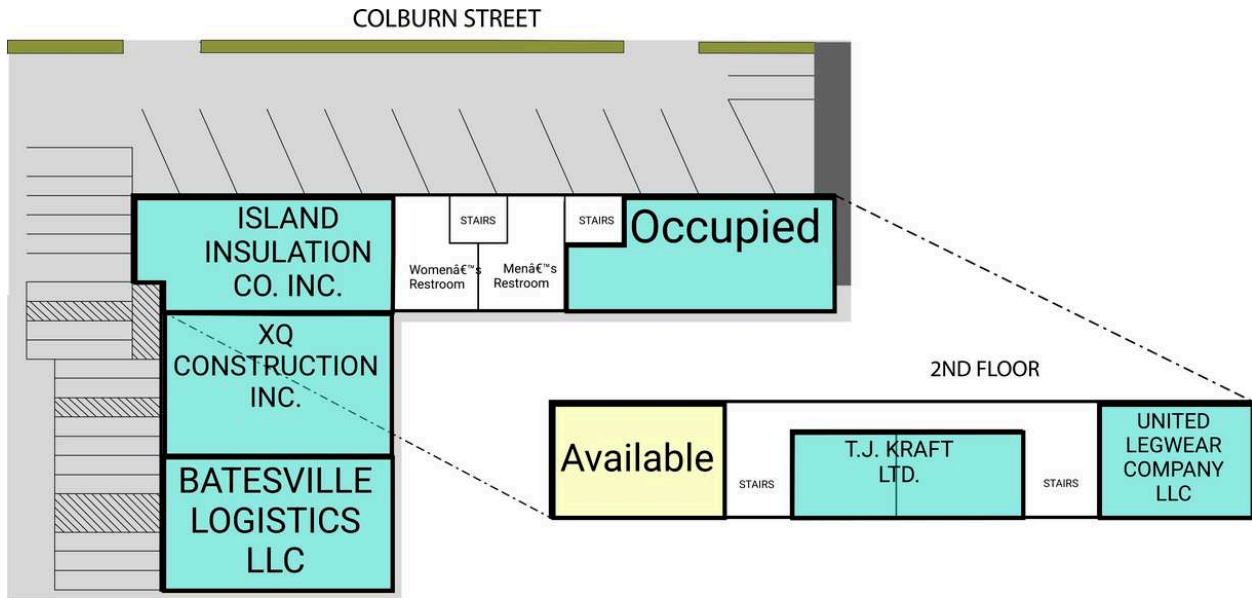 COLBURN STREET
ISLAND
INSULATION
CO. INC.
STAIRS
STAIRS
Occupied
Womenâ€™s
Restroom
Menâ€™s
Restroom
XQ
CONSTRUCTION
INC.
BATESVILLE
LOGISTICS
LLC
2ND FLOOR
Available
STAIRS
T.J. KRAFT
LTD.
STAIRS
UNITED
LEGWEAR
COMPANY
LLC